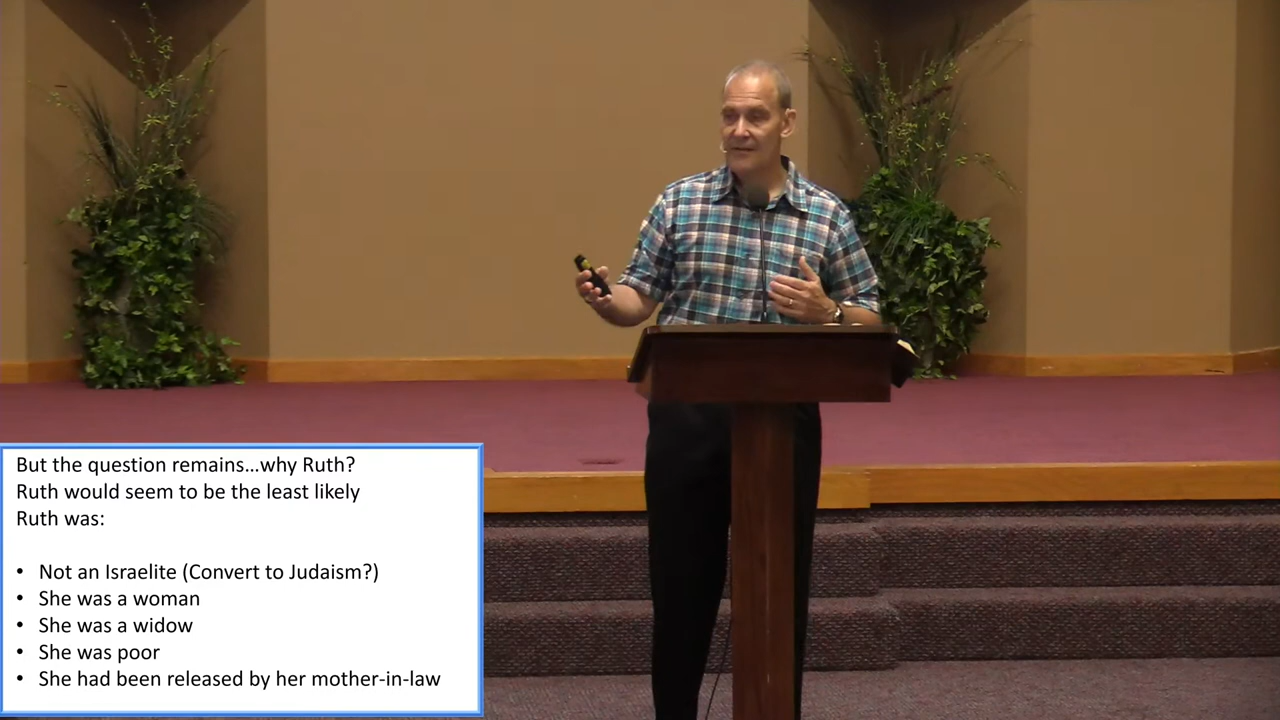 But the question remains...why Ruth?
Ruth would seem to be the least likely
Ruth was:
• Not an Israelite (Convert to Judaism?)
• She was a woman
• She was a widow
• She was poor
• She had been released by her mother-in-law